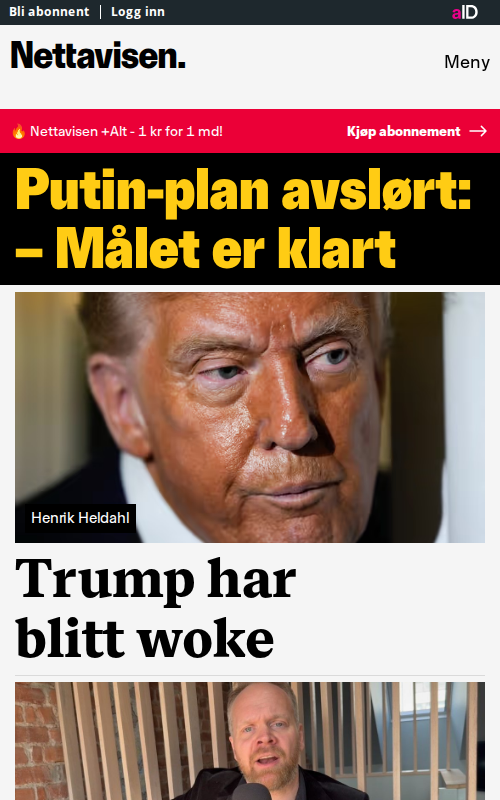 Bli abonnent | Logg inn
aID
Nettavisen.
Meny
🔥 Nettavisen +Alt - 1 kr for 1 md!
Kjøp abonnement →
Putin-plan avslørt:
– Målet er klart
Henrik Heldahl
Trump har
blitt woke